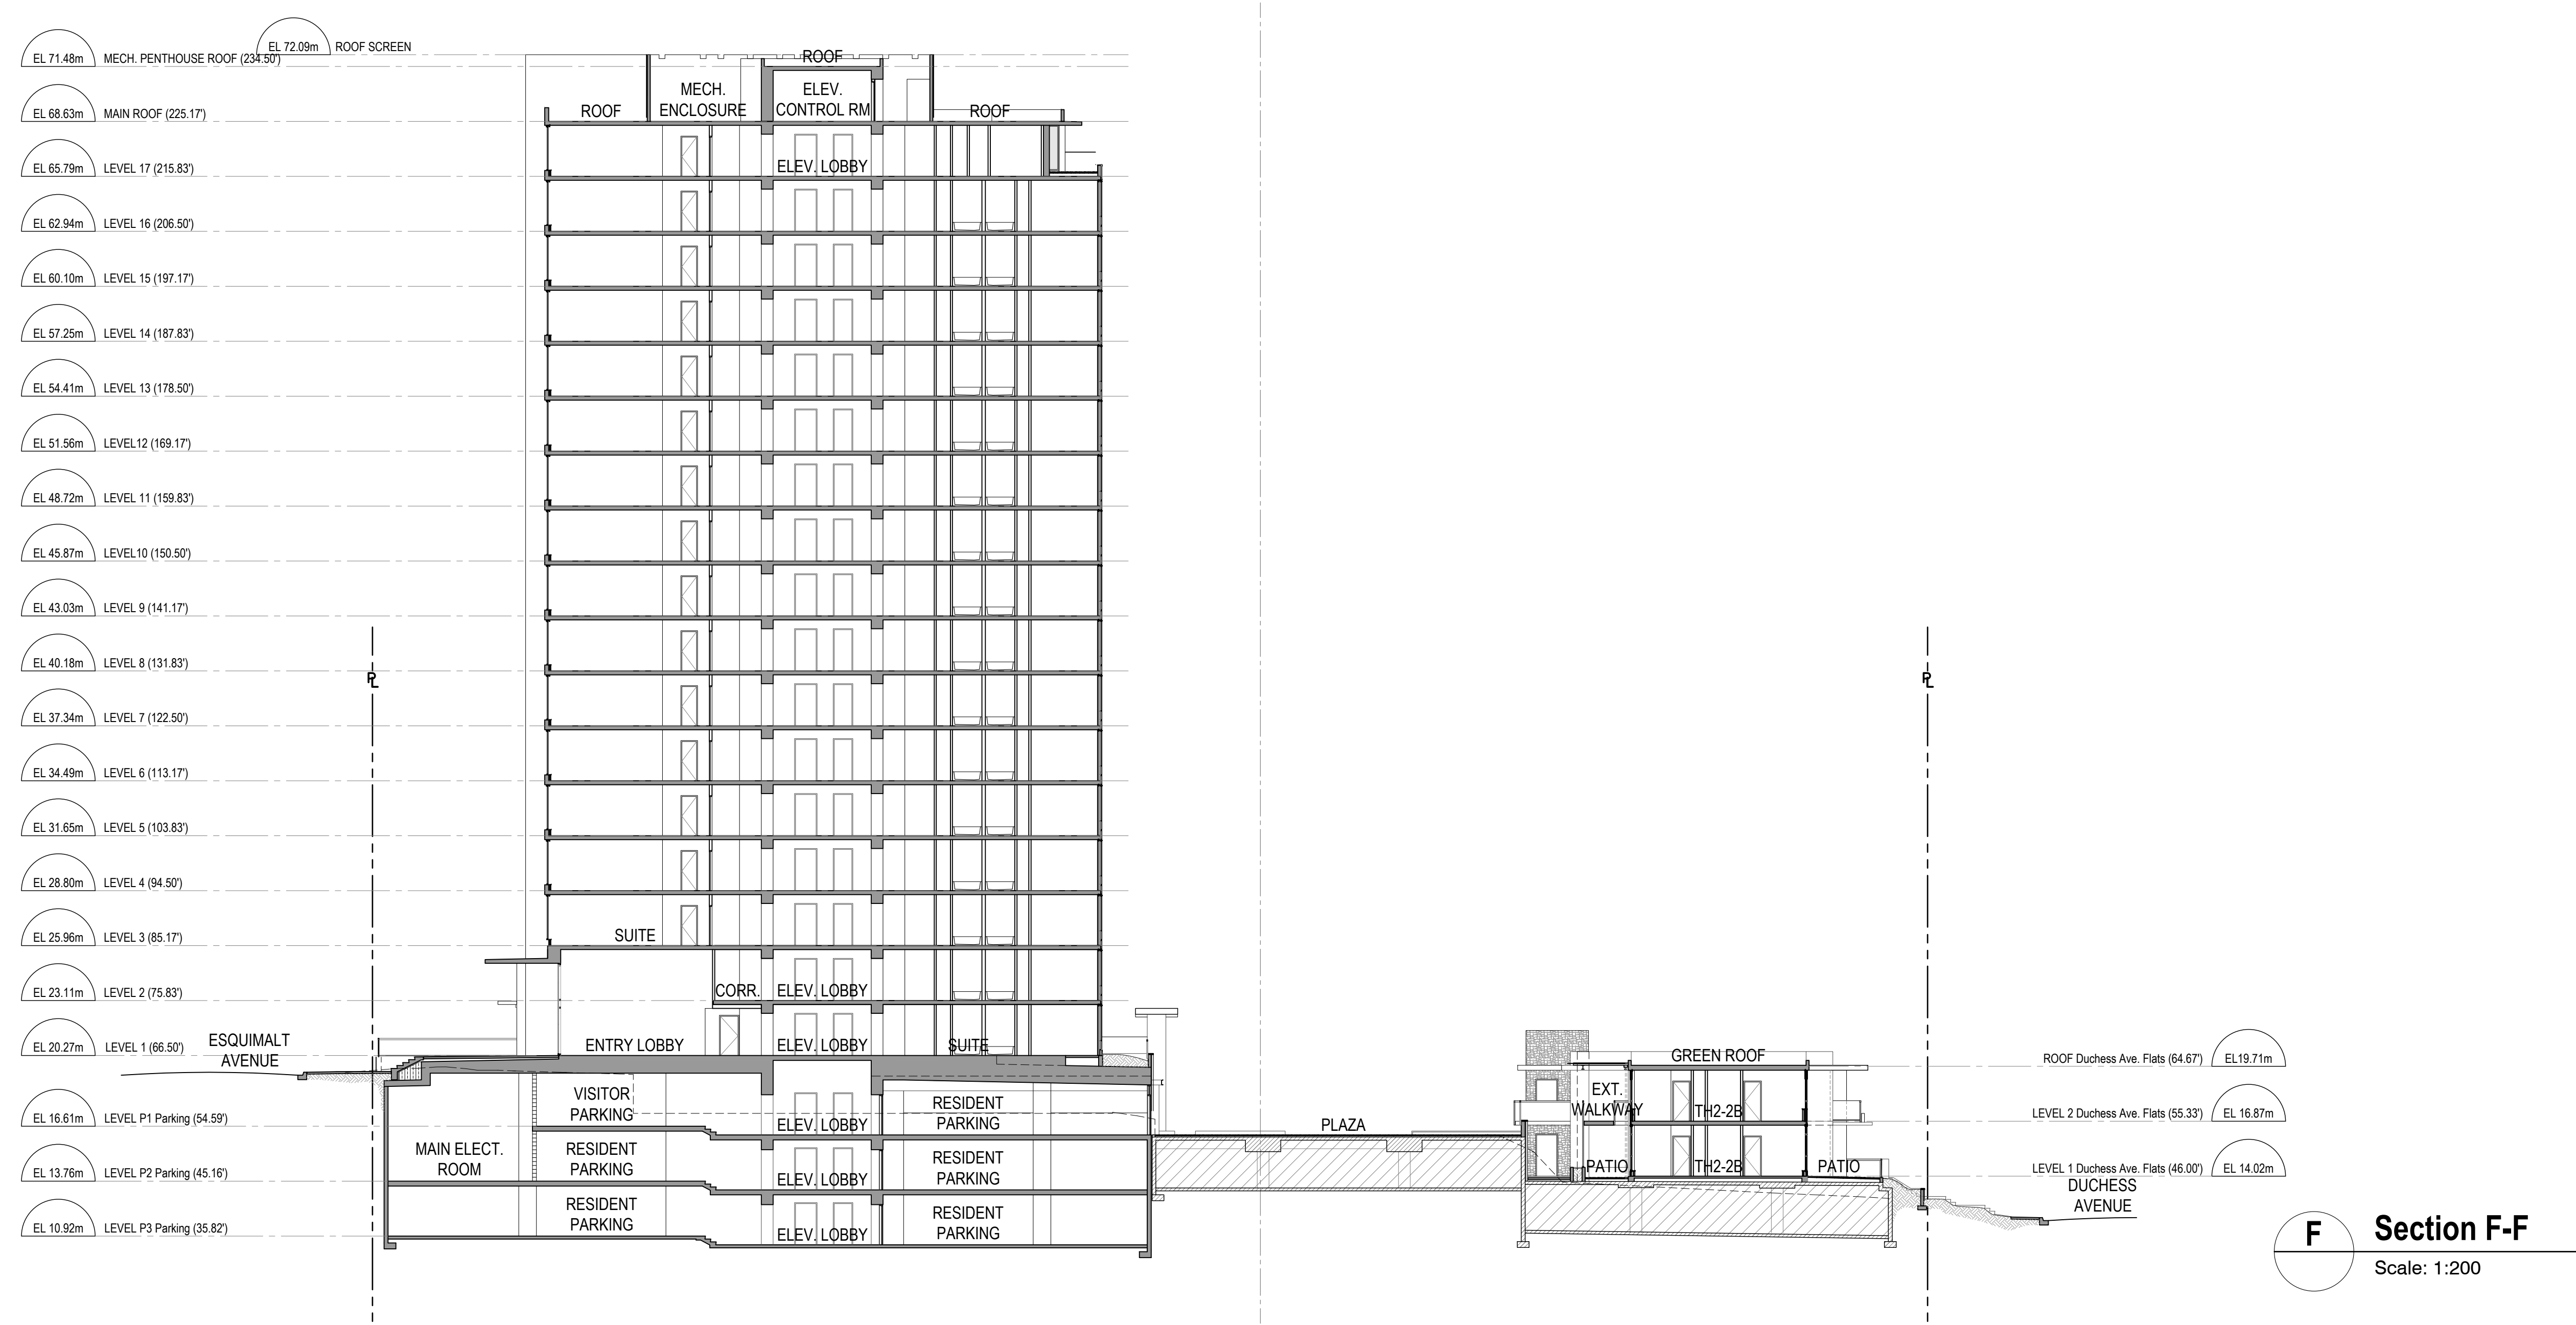 EL 72.09m ROOF SCREEN
EL 71.48m MECH. PENTHOUSE ROOF (234.50')
EL 68.63m MAIN ROOF (225.17')
EL 65.79m LEVEL 17 (215.83')
EL 62.94m LEVEL 16 (206.50')
EL 60.10m LEVEL 15 (197.17')
EL 57.25m LEVEL 14 (187.83')
EL 54.41m LEVEL 13 (178.50')
EL 51.56m LEVEL12 (169.17')
EL 48.72m LEVEL 11 (159.83')
EL 45.87m LEVEL10 (150.50')
EL 43.03m LEVEL 9 (141.17')
EL 40.18m LEVEL 8 (131.83')
EL 37.34m LEVEL 7 (122.50')
EL 34.49m LEVEL 6 (113.17')
EL 31.65m LEVEL 5 (103.83')
EL 28.80m LEVEL 4 (94.50')
EL 25.96m LEVEL 3 (85.17')
EL 23.11m LEVEL 2 (75.83')
EL 20.27m LEVEL 1 (66.50')
EL 16.61m LEVEL P1 Parking (54.59')
EL 13.76m LEVEL P2 Parking (45.16')
EL 10.92m LEVEL P3 Parking (35.82')
ESQUIMALT
AVENUE
PL
ROOF
ROOF
MECH.
ENCLOSURE
ELEV.
CONTROL RM
ROOF
ELEV. LOBBY
SUITE
CORR.
ELEV. LOBBY
ENTRY LOBBY
ELEV. LOBBY
SUITE
VISITOR
PARKING
ELEV. LOBBY
RESIDENT
PARKING
MAIN ELECT.
ROOM
RESIDENT
PARKING
ELEV. LOBBY
RESIDENT
PARKING
RESIDENT
PARKING
ELEV. LOBBY
RESIDENT
PARKING
PLAZA
PL
GREEN ROOF
EXT.
WALKWAY
TH2-2B
PATIO
TH2-2B
PATIO
ROOF Duchess Ave. Flats (64.67') EL19.71m
LEVEL 2 Duchess Ave. Flats (55.33') EL 16.87m
LEVEL 1 Duchess Ave. Flats (46.00') EL 14.02m
DUCHESS
AVENUE
F
Section F-F
Scale: 1:200